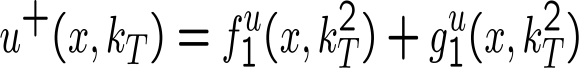 u^+(x, k_T) = f_1^u(x, k_T^2) + g_1^u(x, k_T^2)